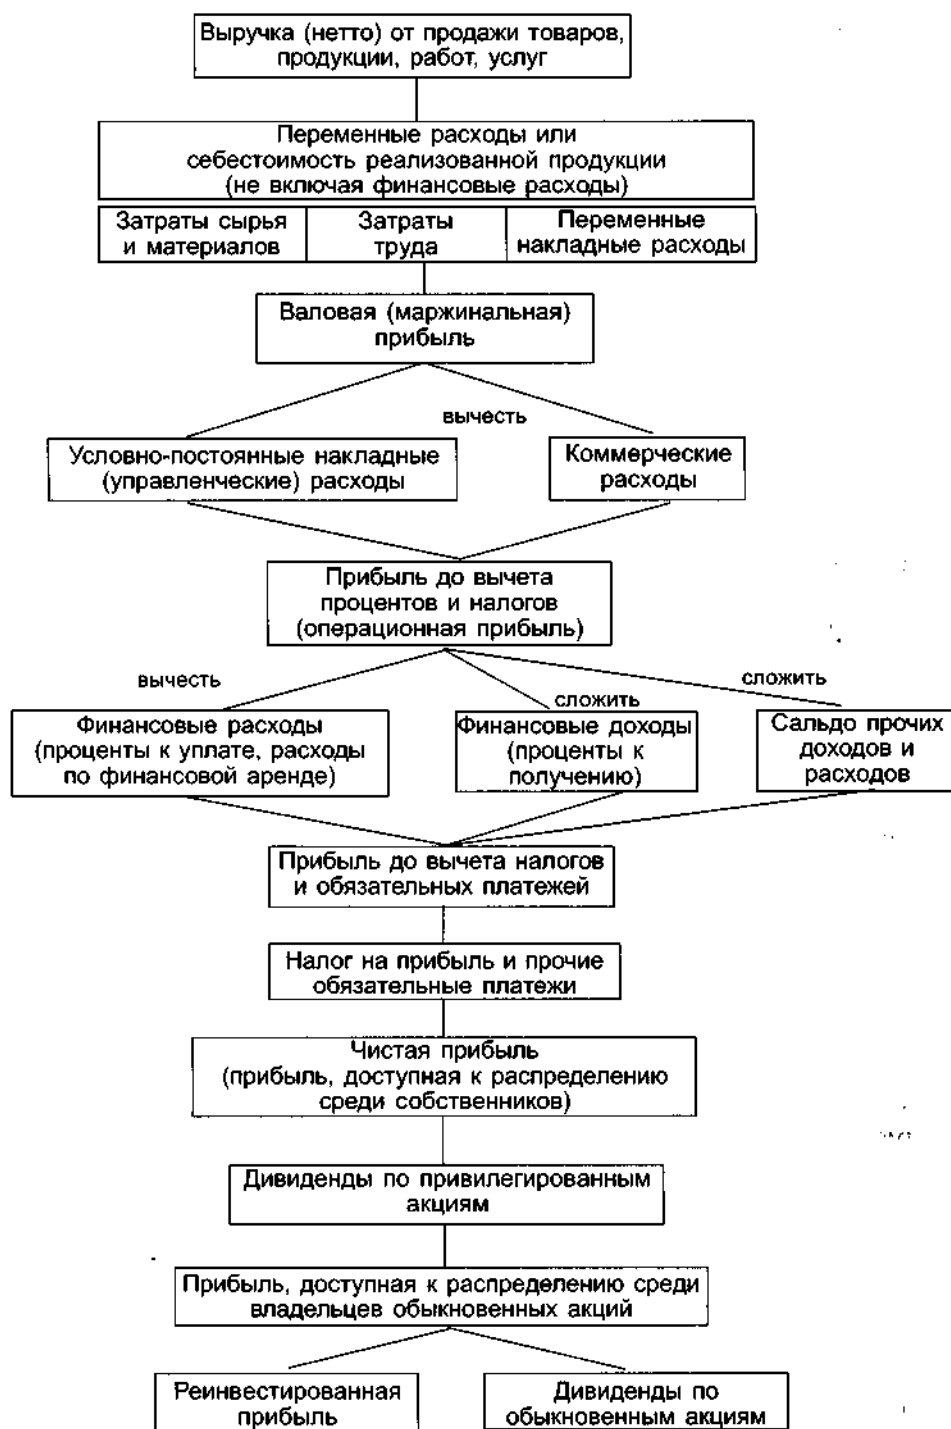 Выручка (нетто) от продажи товаров,
продукции, работ, услуг
Переменные расходы или
себестоимость реализованной продукции
(не включая финансовые расходы)
Затраты сырья
и материалов
Затраты
труда
Переменные
накладные расходы
Валовая (маржинальная)
прибыль
вычесть
Условно-постоянные накладные
(управленческие) расходы
Коммерческие
расходы
Прибыль до вычета
процентов и налогов
(операционная прибыль)
вычесть
сложить
сложить
Финансовые расходы
(проценты к уплате, расходы
по финансовой аренде)
Финансовые доходы
(проценты к
получению)
Сальдо прочих
доходов и
расходов
Прибыль до вычета налогов
и обязательных платежей
Налог на прибыль и прочие
обязательные платежи
Чистая прибыль
(прибыль, доступная к распределению
среди собственников)
Дивиденды по привилегированным
акциям
Прибыль, доступная к распределению среди
владельцев обыкновенных акций
Реинвестированная
прибыль
Дивиденды по
обыкновенным акциям